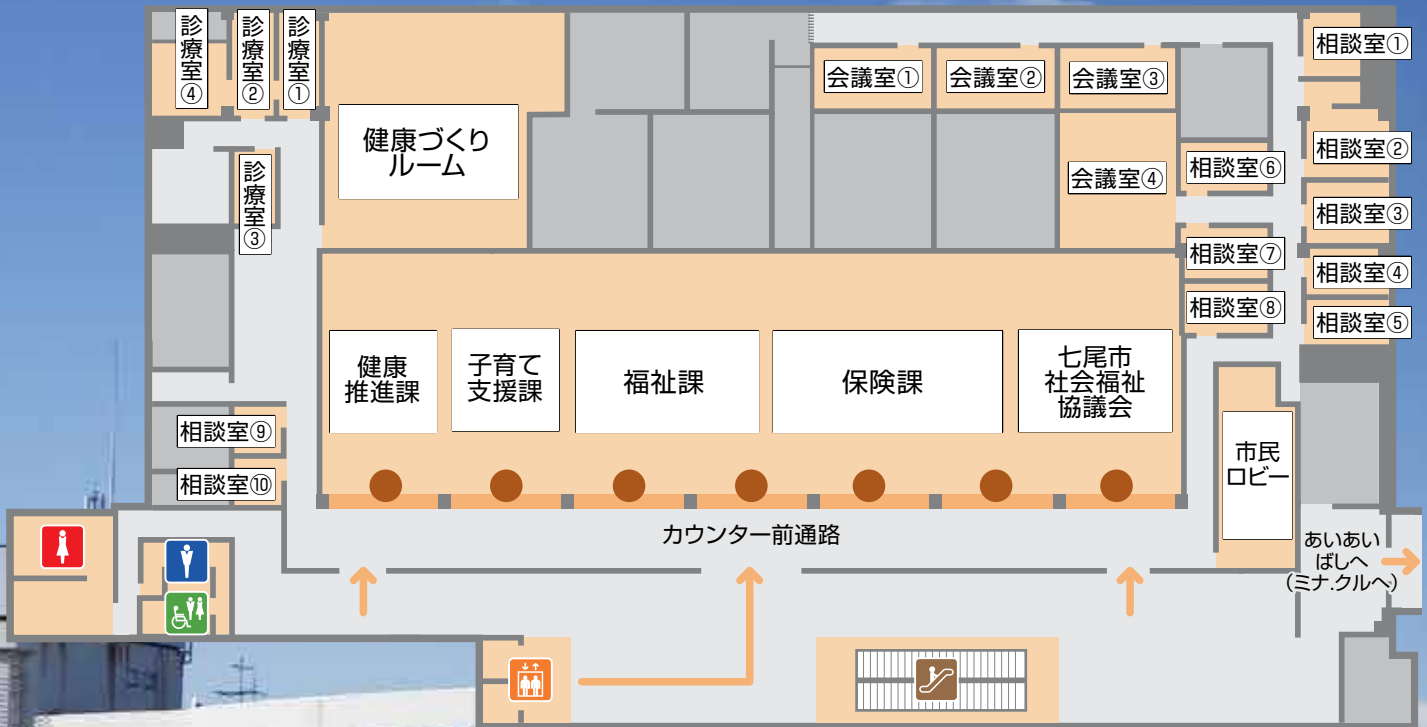 診療室④
診療室②
診療室①
診療室③
健康づくり
ルーム
会議室①
会議室②
会議室③
会議室④
相談室①
相談室②
相談室③
相談室④
相談室⑤
相談室⑥
相談室⑦
相談室⑧
健康
推進課
子育て
支援課
福祉課
保険課
七尾市
社会福祉
協議会
相談室⑨
相談室⑩
市民
ロビー
カウンター前通路
あいあい
ばしへ
(ミナ.クルへ)